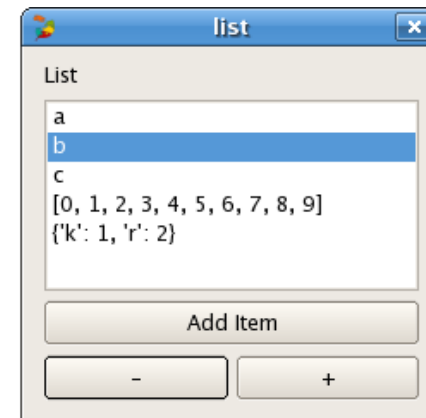 list
List
a
b
c
[0, 1, 2, 3, 4, 5, 6, 7, 8, 9]
{'k': 1, 'r': 2}
Add Item
- +